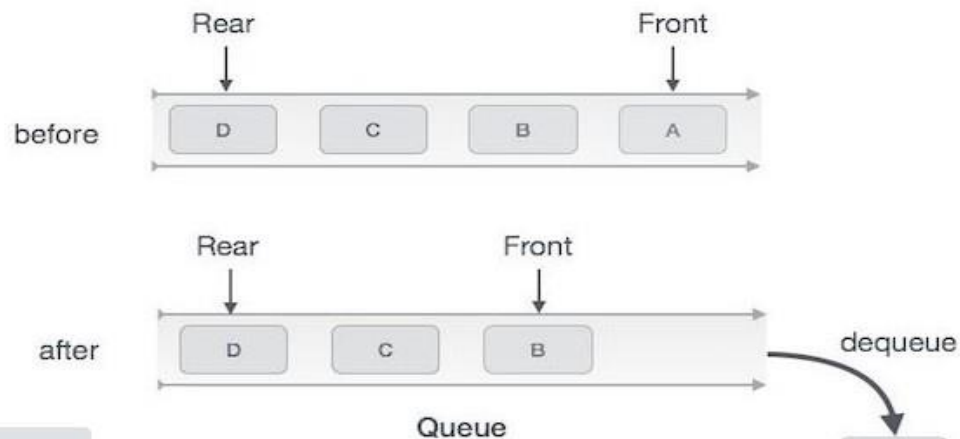 Rear Front
before D C B A
Rear Front
after D C B dequeue
Queue